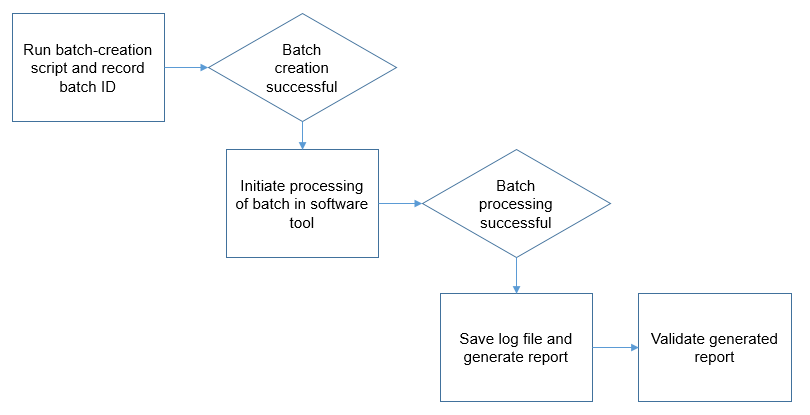 Run batch-creation
script and record
batch ID
Batch
creation
successful
Initiate processing
of batch in software
tool
Batch
processing
successful
Save log file and
generate report
Validate generated
report